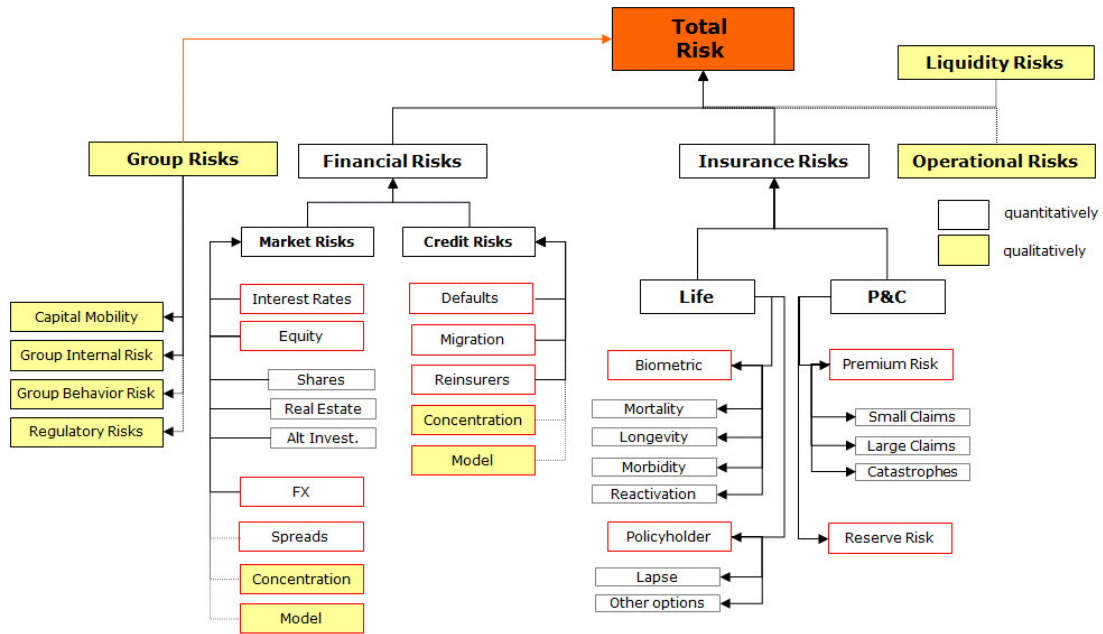 Total
Risk
Liquidity Risks
Group Risks
Financial Risks
Insurance Risks
Operational Risks
quantitatively
qualitatively
Market Risks
Credit Risks
Life
P&C
Capital Mobility
Group Internal Risk
Group Behavior Risk
Regulatory Risks
Interest Rates
Equity
Shares
Real Estate
Alt Invest.
FX
Spreads
Concentration
Model
Defaults
Migration
Reinsurers
Concentration
Model
Biometric
Mortality
Longevity
Morbidity
Reactivation
Policyholder
Lapse
Other options
Premium Risk
Small Claims
Large Claims
Catastrophes
Reserve Risk